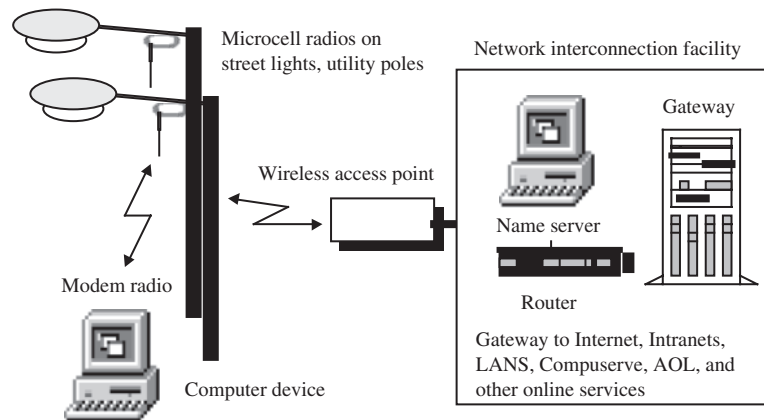 Microcell radios on
street lights, utility poles
Network interconnection facility
Gateway
Wireless access point
Name server
Modem radio
Router
Gateway to Internet, Intranets,
LANS, Compuserve, AOL, and
other online services
Computer device